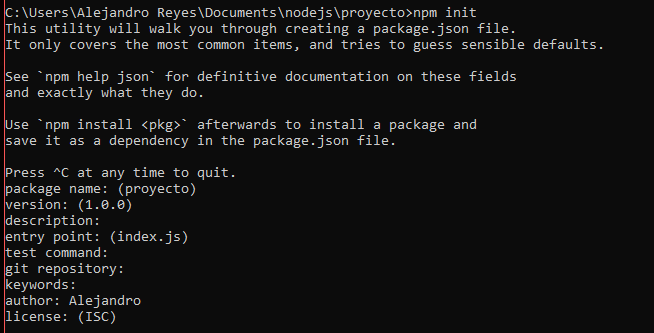 C:\Users\Alejandro Reyes\Documents\nodejs\proyecto>npm init
This utility will walk you through creating a package.json file.
It only covers the most common items, and tries to guess sensible defaults.

See `npm help json` for definitive documentation on these fields
and exactly what they do.

Use `npm install <pkg>` afterwards to install a package and
save it as a dependency in the package.json file.

Press ^C at any time to quit.
package name: (proyecto)
version: (1.0.0)
description:
entry point: (index.js)
test command:
git repository:
keywords:
author: Alejandro
license: (ISC)